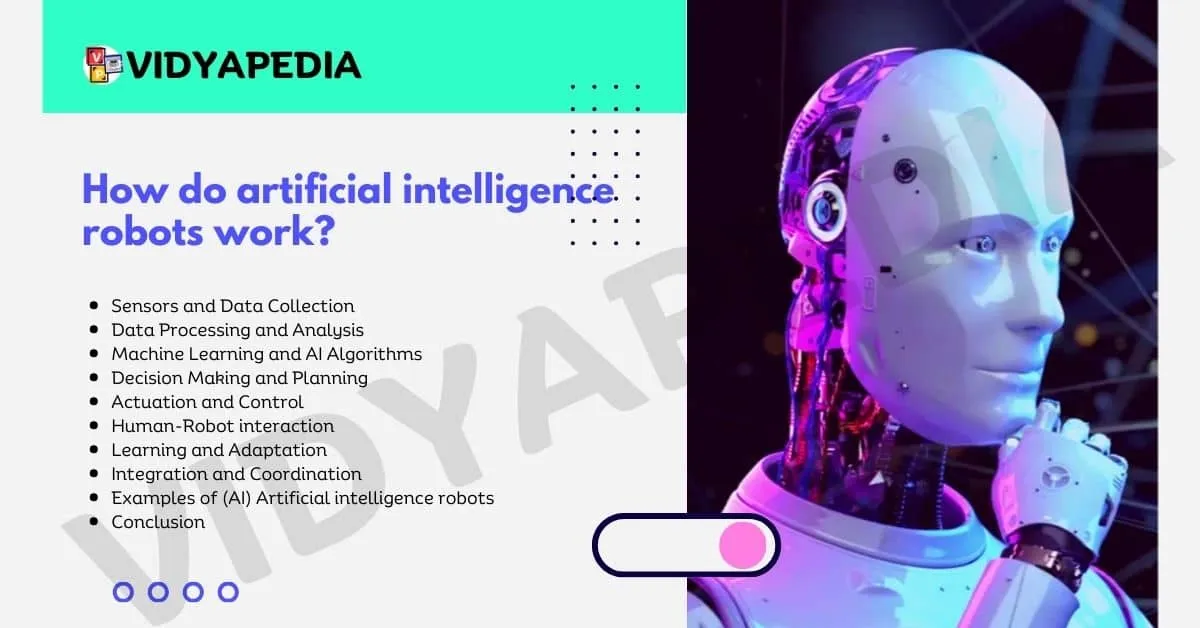 VIDYAPEDIA
How do artificial intelligence
robots work?
Sensors and Data Collection
Data Processing and Analysis
Machine Learning and AI Algorithms
Decision Making and Planning
Actuation and Control
Human-Robot interaction
Learning and Adaptation
Integration and Coordination
Examples of (AI) Artificial intelligence robots
Conclusion
VIDYAPEDIA